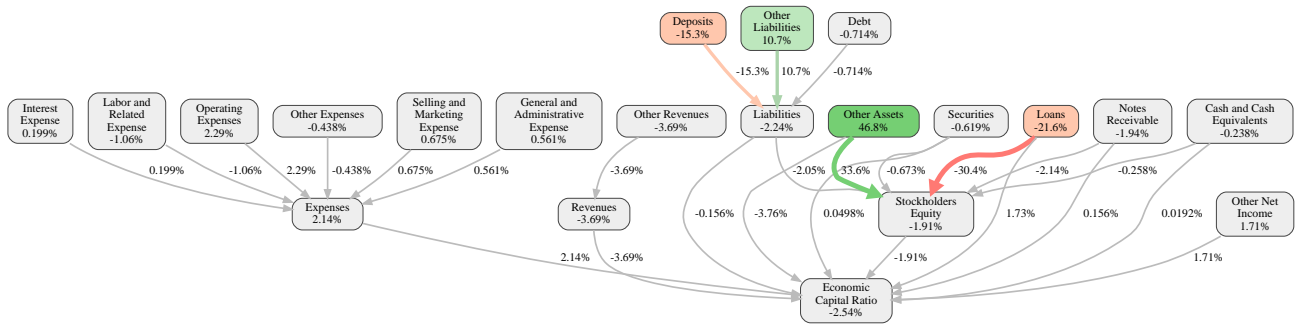 Deposits
-15.3%
Other
Liabilities
10.7%
Debt
-0.714%
-15.3%
10.7%
-0.714%
Interest
Expense
0.199%
Labor and
Related
Expense
-1.06%
Operating
Expenses
2.29%
Other Expenses
-0.438%
Selling and
Marketing
Expense
0.675%
General and
Administrative
Expense
0.561%
Other Revenues
-3.69%
Liabilities
-2.24%
Other Assets
46.8%
Securities
-0.619%
Loans
-21.6%
Notes
Receivable
-1.94%
Cash and Cash
Equivalents
-0.238%
0.199%
-1.06%
2.29%
-0.438%
0.675%
0.561%
-3.69%
-2.05%
33.6%
-0.673%
-30.4%
-2.14%
-0.258%
Expenses
2.14%
Revenues
-3.69%
-0.156%
-3.76%
0.0498%
Stockholders
Equity
-1.91%
1.73%
0.156%
0.0192%
Other Net
Income
1.71%
2.14%
-3.69%
-1.91%
1.71%
Economic
Capital Ratio
-2.54%